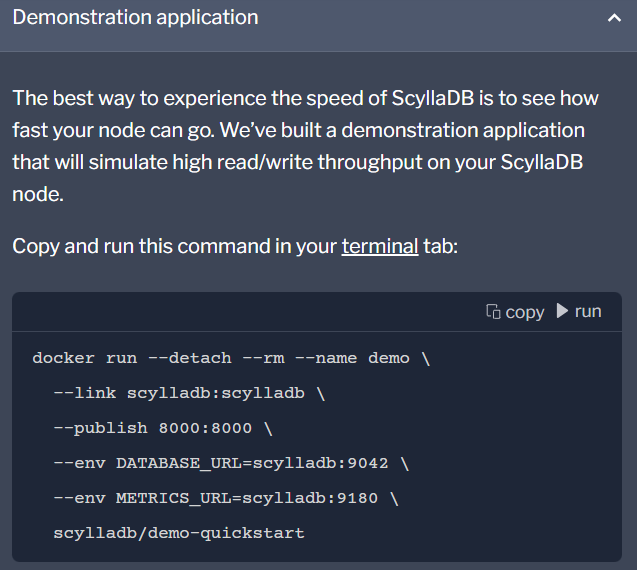 Demonstration application
The best way to experience the speed of ScyllaDB is to see how
fast your node can go. We’ve built a demonstration application
that will simulate high read/write throughput on your ScyllaDB
node.
Copy and run this command in your terminal tab:
copy run
docker run --detach --rm --name demo \
--link scylladb:scylladb \
--publish 8000:8000 \
--env DATABASE_URL=scylladb:9042 \
--env METRICS_URL=scylladb:9180 \
scylladb/demo-quickstart